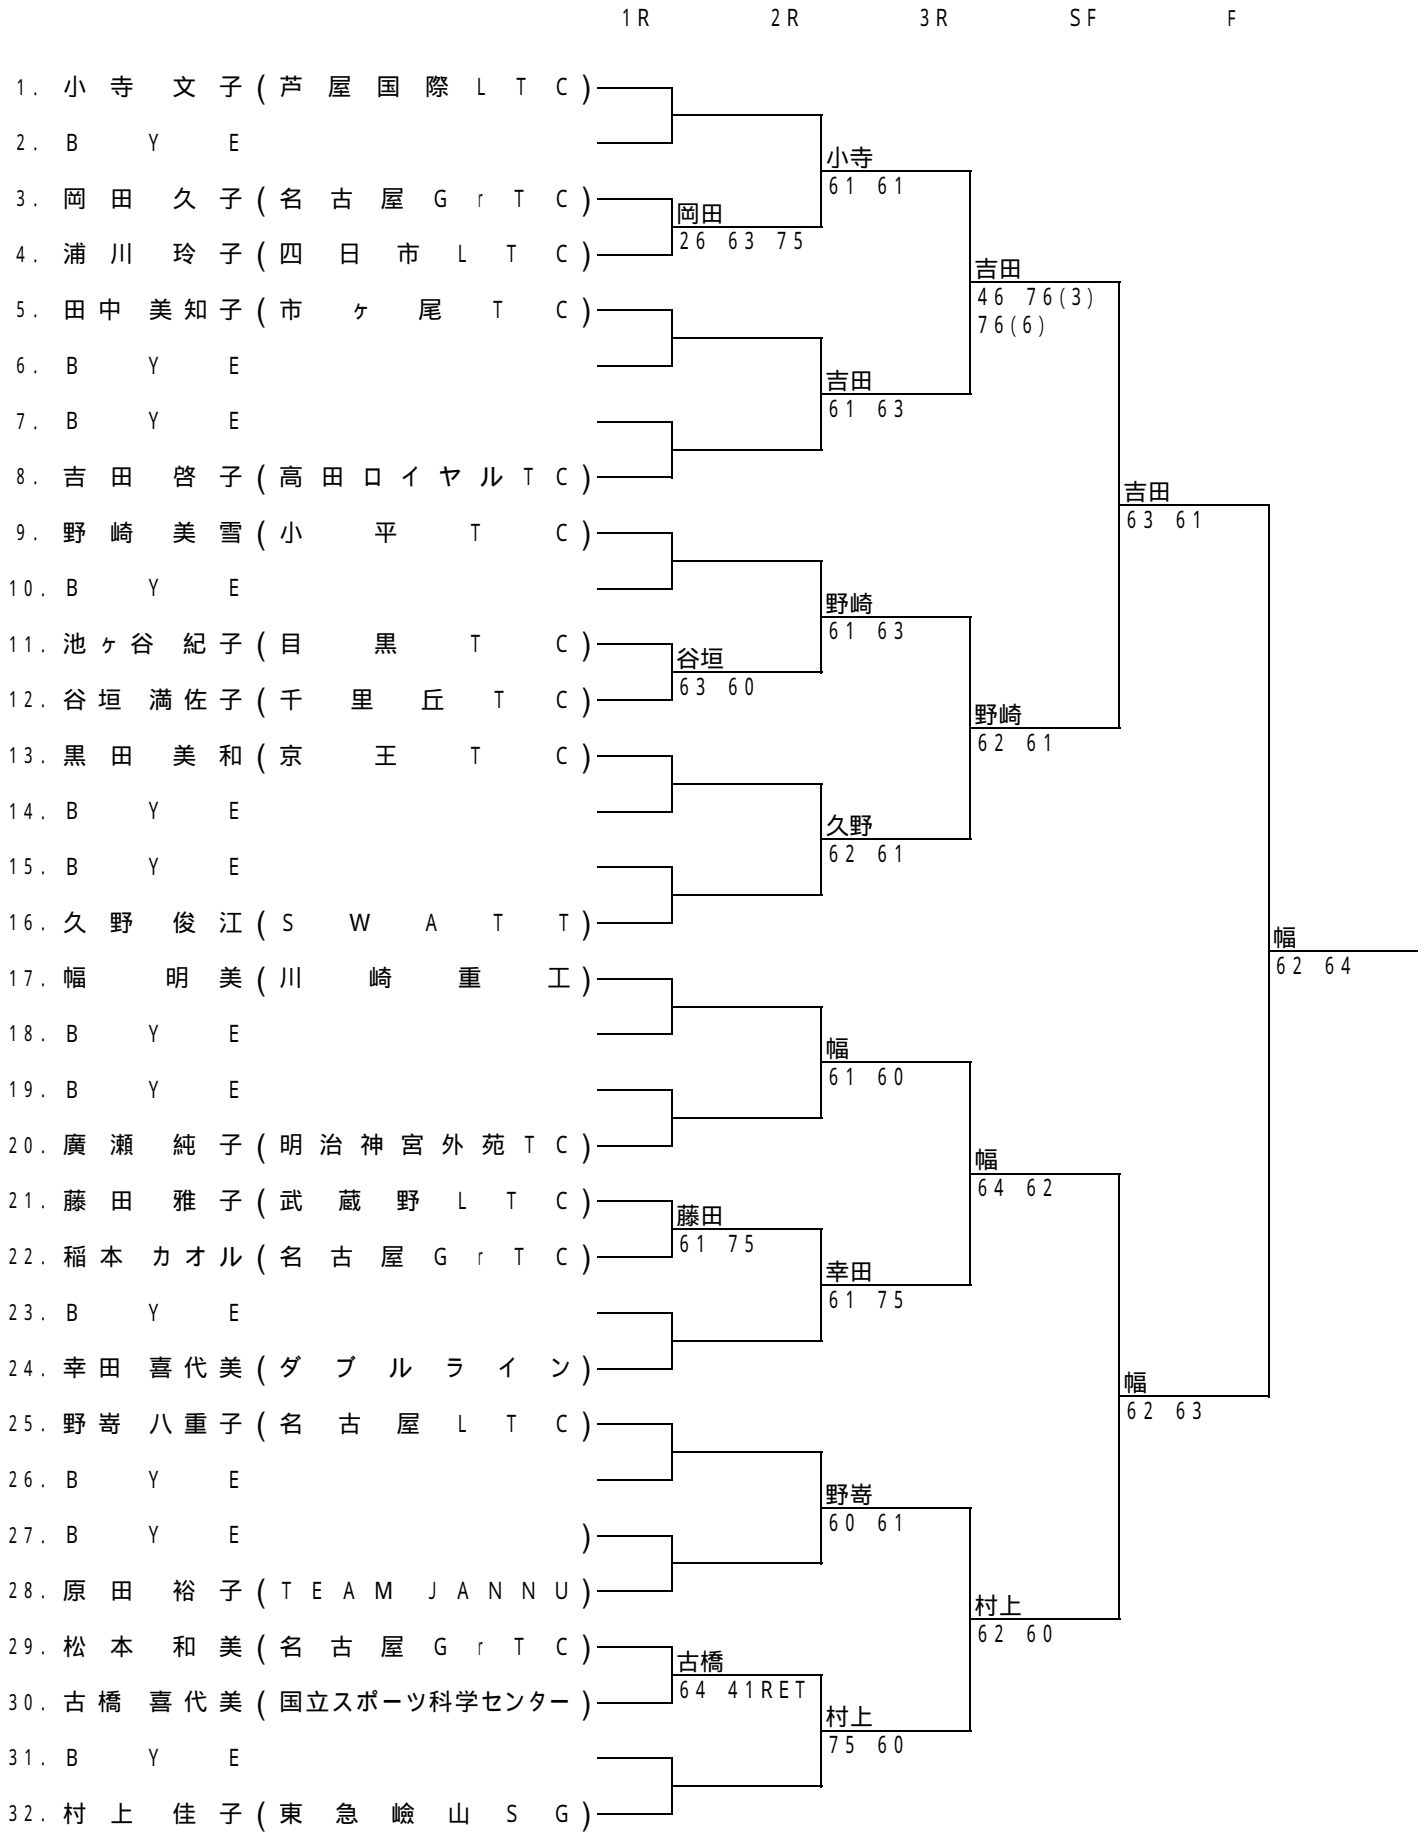 1R 2R 3R SF F
1. 小寺 文子(芦屋国際LTC)
2. BYE
小寺
61 61
3. 岡田 久子(名古屋GrTC)
岡田
26 63 75
4. 浦川 玲子(四日市LTC)
吉田
46 76(3)
76(6)
5. 田中 美知子(市ヶ尾TC)
6. BYE
吉田
61 63
7. BYE
8. 吉田 啓子(高田ロイヤルTC)
吉田
63 61
9. 野崎 美雪(小平TC)
10. BYE
野崎
61 63
11. 池ヶ谷 紀子(目黒TC)
谷垣
63 60
12. 谷垣 満佐子(千里丘TC)
野崎
62 61
13. 黒田 美和(京王TC)
14. BYE
久野
62 61
15. BYE
16. 久野 俊江(SWATT)
幅
62 64
17. 幅 明美(川崎重工)
18. BYE
幅
61 60
19. BYE
20. 廣瀬 純子(明治神宮外苑TC)
幅
64 62
21. 藤田 雅子(武蔵野LTC)
藤田
61 75
22. 稲本 カオル(名古屋GrTC)
幸田
61 75
23. BYE
24. 幸田 喜代美(ダブルライン)
幅
62 63
25. 野嵜 八重子(名古屋LTC)
26. BYE
野嵜
60 61
27. BYE )
28. 原田 裕子(TEAM JANNU)
村上
62 60
29. 松本 和美(名古屋GrTC)
古橋
64 41RET
30. 古橋 喜代美(国立スポーツ科学センター)
村上
75 60
31. BYE
32. 村上 佳子(東急嶮山SG)